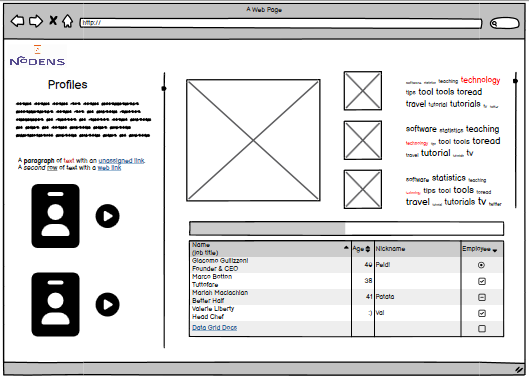 A Web Page
http://
NODENS
Profiles
A paragraph of text with an unassigned link.
A second row of text with a web link
technology
teaching
tips tool tools toread
travel tutorial tutorials tv
software statistics teaching
technology tips tool tools toread
travel tutorial tv
software statistics teaching
tips tool tools toread
travel tutorials tv twitter
Name
(job title)
Age
Nickname
Employee
Giacomo Guilizzoni
Founder & CEO
Peldi
Marco Botton
Tuttofare
38
Mariah Maclachlan
Better Half
41
Patata
Valerie Liberty
Head Chef
3
Val
Data Grid Docs